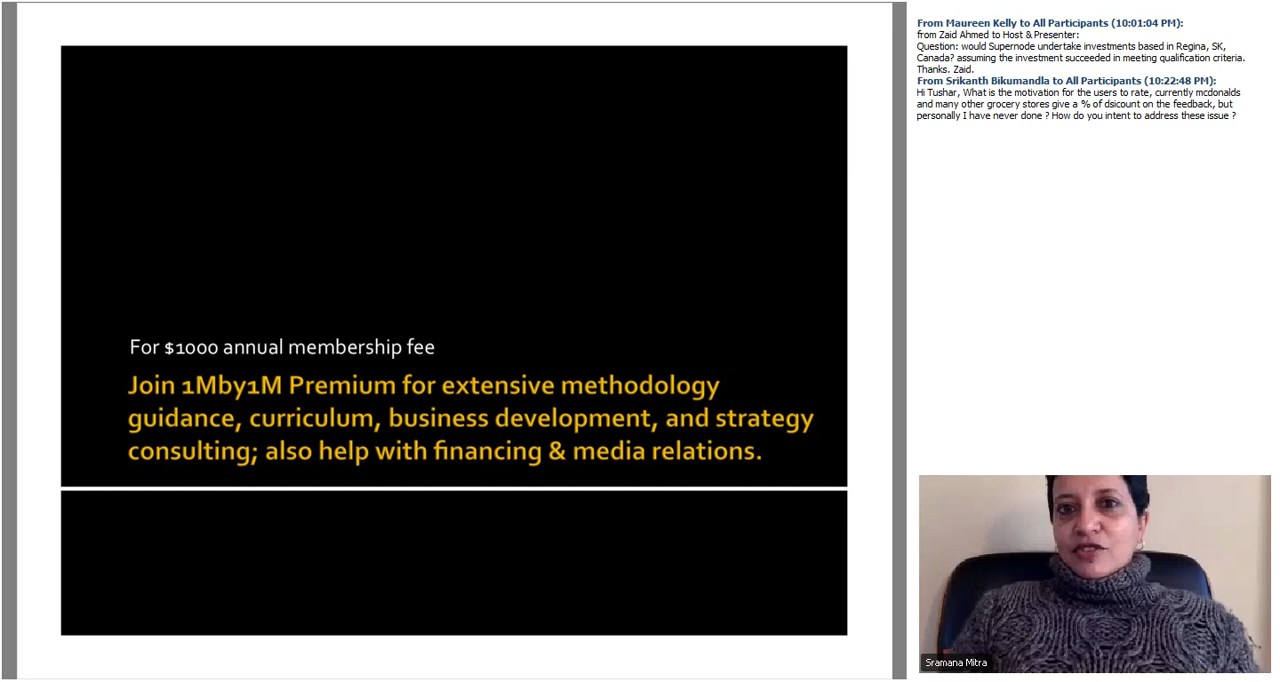 For $1000 annual membership fee
Join 1Mby1M Premium for extensive methodology
guidance, curriculum, business development, and strategy
consulting; also help with financing & media relations.
From Maureen Kelly to All Participants (10:01:04 PM):
from Zaid Ahmed to Host & Presenter:
Question: would Supernode undertake investments based in Regina, SK,
Canada? assuming the investment succeeded in meeting qualification criteria.
Thanks. Zaid.
From Srikanth Bikumandla to All Participants (10:22:48 PM):
Hi Tushar, What is the motivation for the users to rate, currently mcdonalds
and many other grocery stores give a % of dsicount on the feedback, but
personally I have never done ? How do you intent to address these issue ?
Sramana Mitra